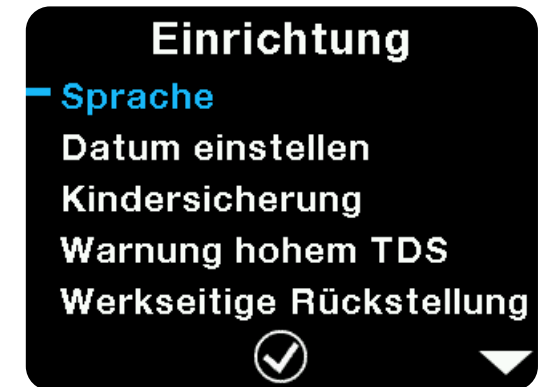 Einrichtung
Sprache
Datum einstellen
Kindersicherung
Warnung hohem TDS
Werkseitige Rückstellung